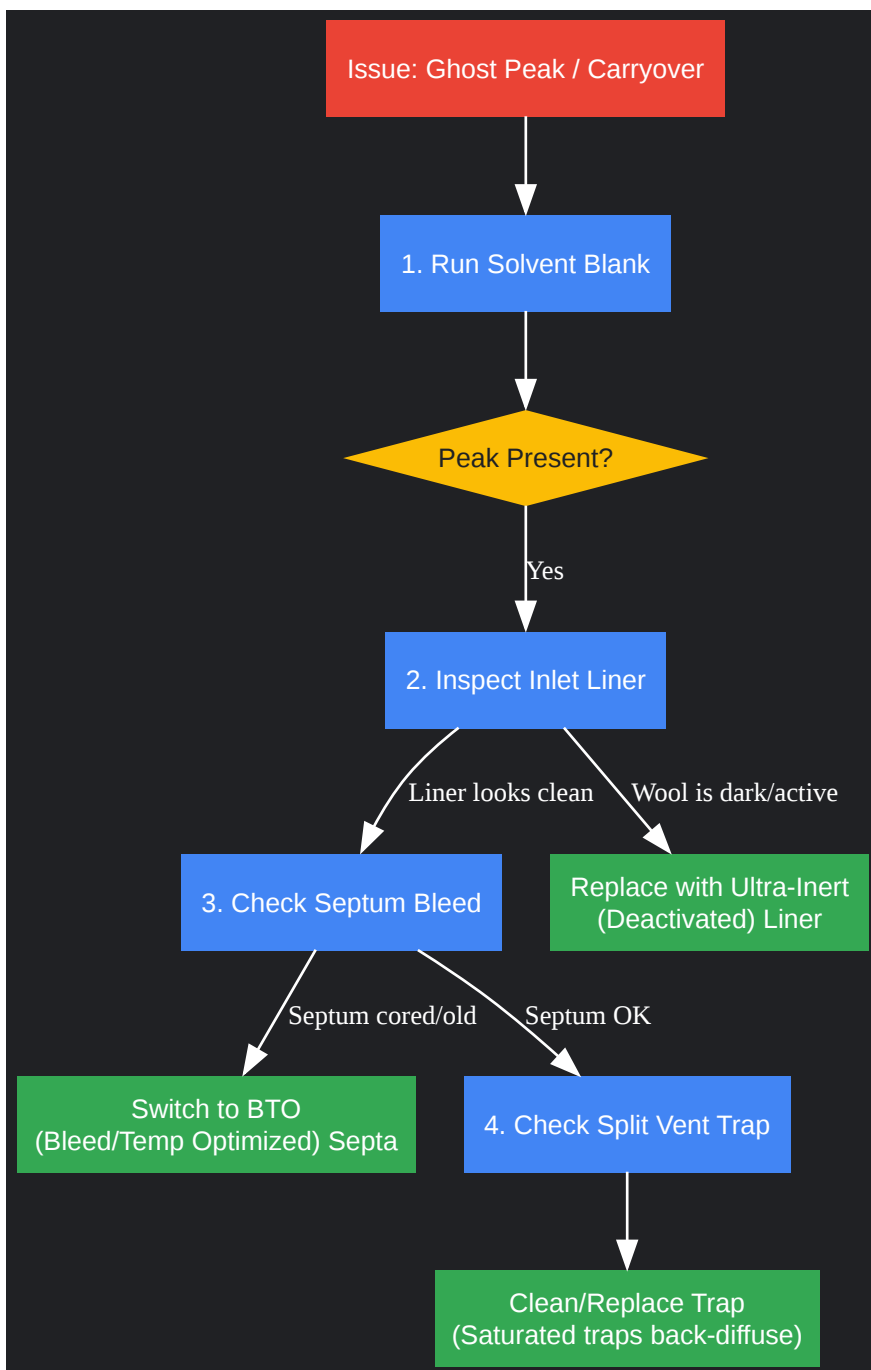 Issue: Ghost Peak / Carryover
1. Run Solvent Blank
Peak Present?
Yes
2. Inspect Inlet Liner
Liner looks clean
Wool is dark/active
3. Check Septum Bleed
Replace with Ultra-Inert
(Deactivated) Liner
Septum cored/old
Septum OK
Switch to BTO
(Bleed/Temp Optimized) Septa
4. Check Split Vent Trap
Clean/Replace Trap
(Saturated traps back-diffuse)